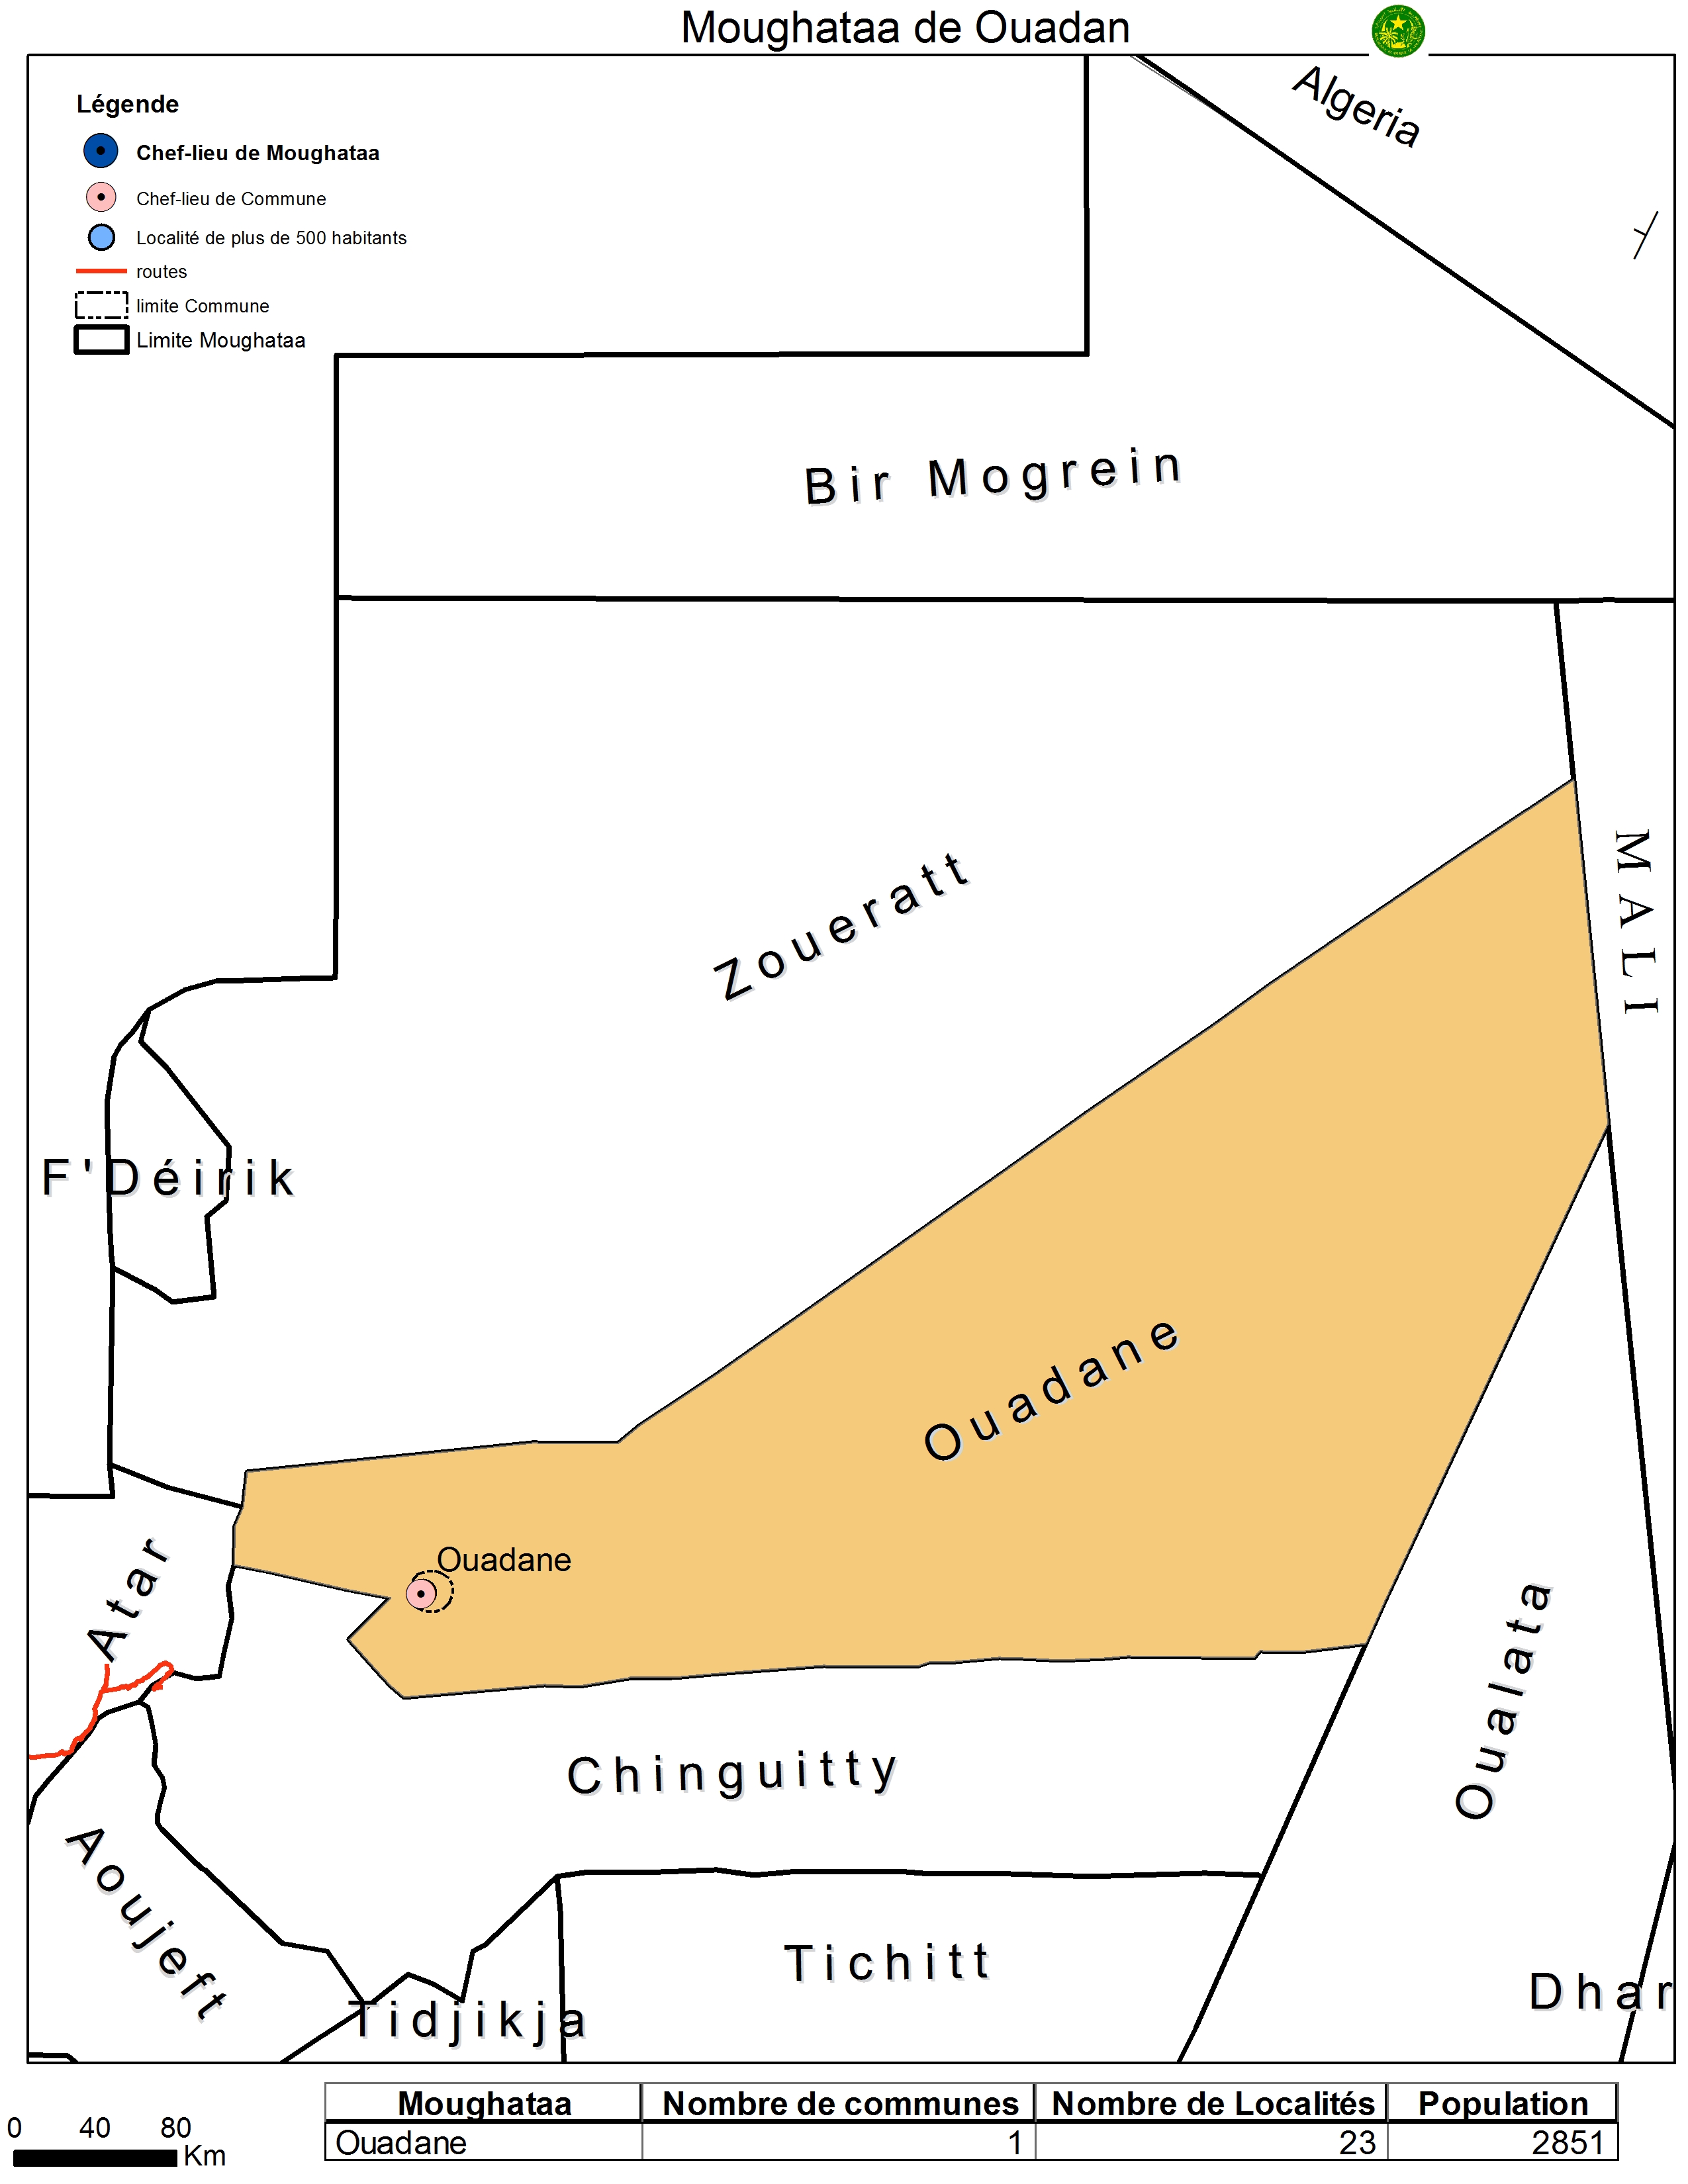 Moughataa de Ouadan
Légende
Chef-lieu de Moughataa
Chef-lieu de Commune
Localité de plus de 500 habitants
routes
limite Commune
Limite Moughataa
Algeria
Bir Mogrein
Zoueratt
MALI
F'Déirik
Ouadane
Ouadane
Atar
Oualata
Chinguitty
Aoujeft
Tichitt
Dhar
Tidjikja
Moughataa Nombre de communes Nombre de Localités Population
Ouadane 1 23 2851
0 40 80
Km